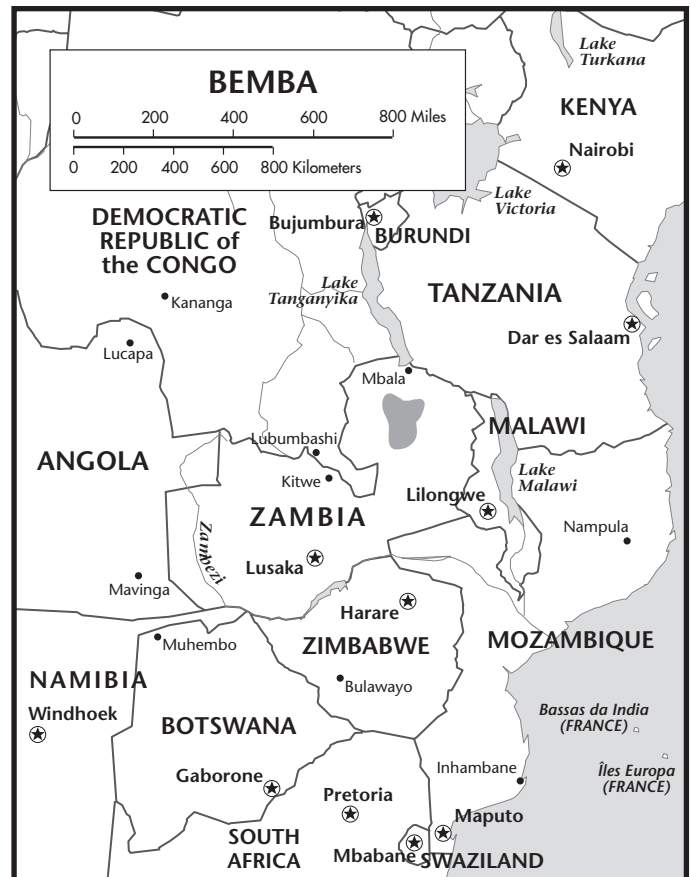 BEMBA
0 200 400 600 800 Miles
0 200 400 600 800 Kilometers
Lake
Turkana
KENYA
Nairobi
Lake
Victoria
DEMOCRATIC
REPUBLIC of
the CONGO
Bujumbura
BURUNDI
Lake
Tanganyika
TANZANIA
Kananga
Dar es Salaam
Lucapa
Mbala
MALAWI
Lubumbashi
ANGOLA
Kitwe
Lake
Malawi
Lilongwe
ZAMBIA
Nampula
Zambezi
Lusaka
Mavinga
Harare
Muhembo
ZIMBABWE
MOZAMBIQUE
NAMIBIA
Bulawayo
Windhoek
BOTSWANA
Bassas da India
(FRANCE)
Inhambane
Îles Europa
(FRANCE)
Gaborone
Pretoria
Maputo
SOUTH
AFRICA
Mbabane
SWAZILAND